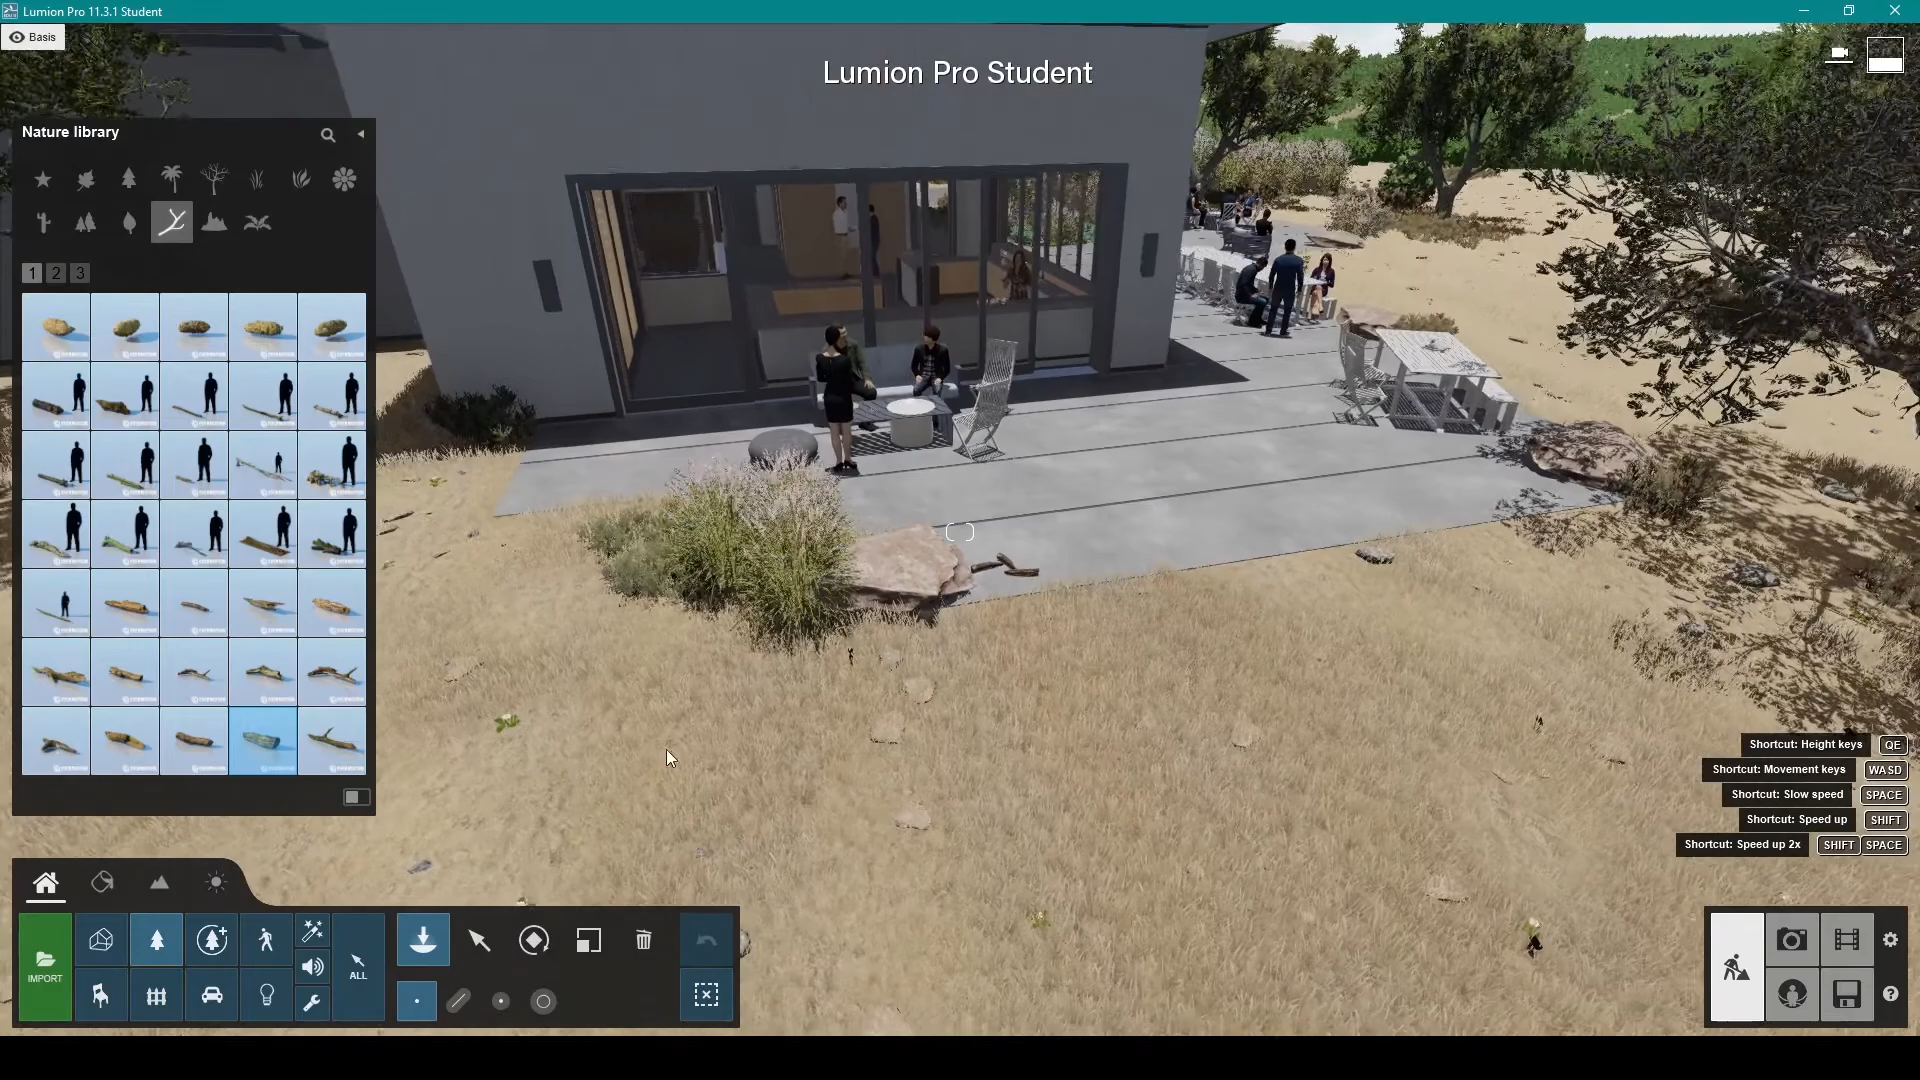 Lumion Pro 11.3.1 Student
Basis
Lumion Pro Student
Nature library
1 2 3
Shortcut: Height keys QE
Shortcut: Movement keys WASD
Shortcut: Slow speed SPACE
Shortcut: Speed up SHIFT
Shortcut: Speed up 2x SHIFT SPACE
IMPORT
ALL
?